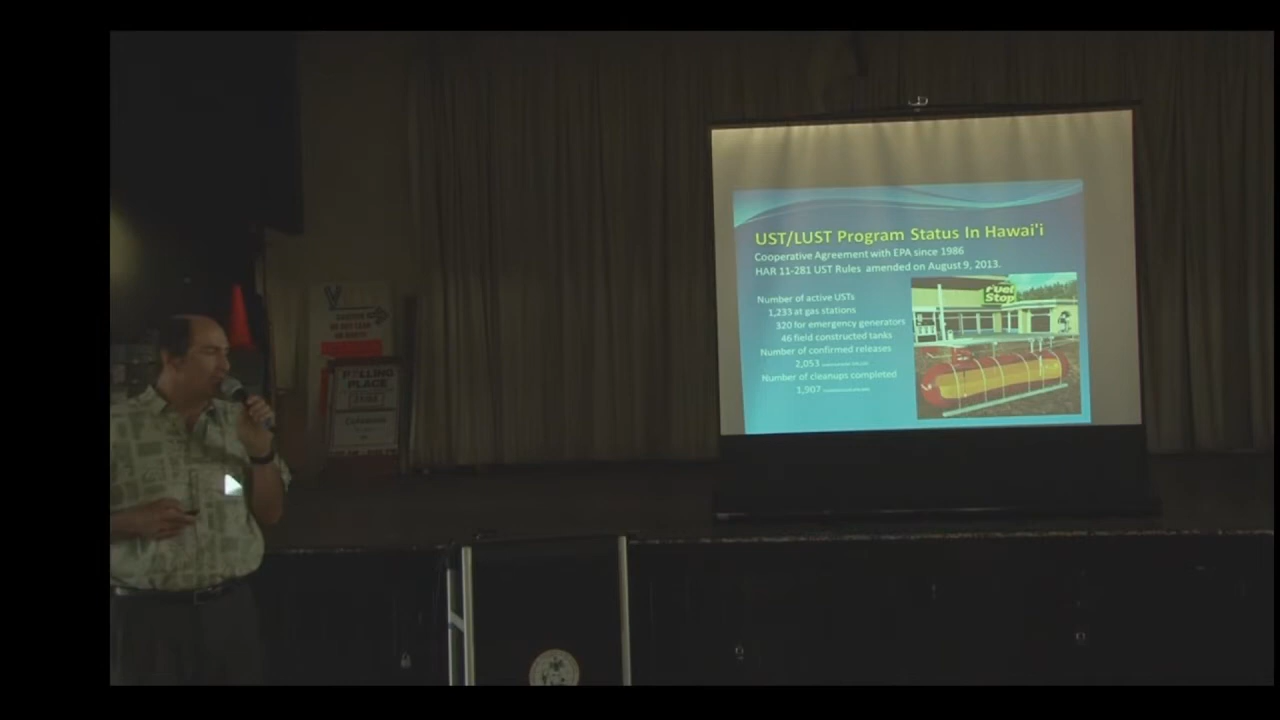 UST/LUST Program Status In Hawai'i
Cooperative Agreement with EPA since 1986
HAR 11-281 UST Rules amended on August 9, 2013.
Number of active USTs
1,233 at gas stations
320 for emergency generators
46 field constructed tanks
Number of confirmed releases
2,053
Number of cleanups completed
1,907
Fuel
Stop
V
POLLING
PLACE